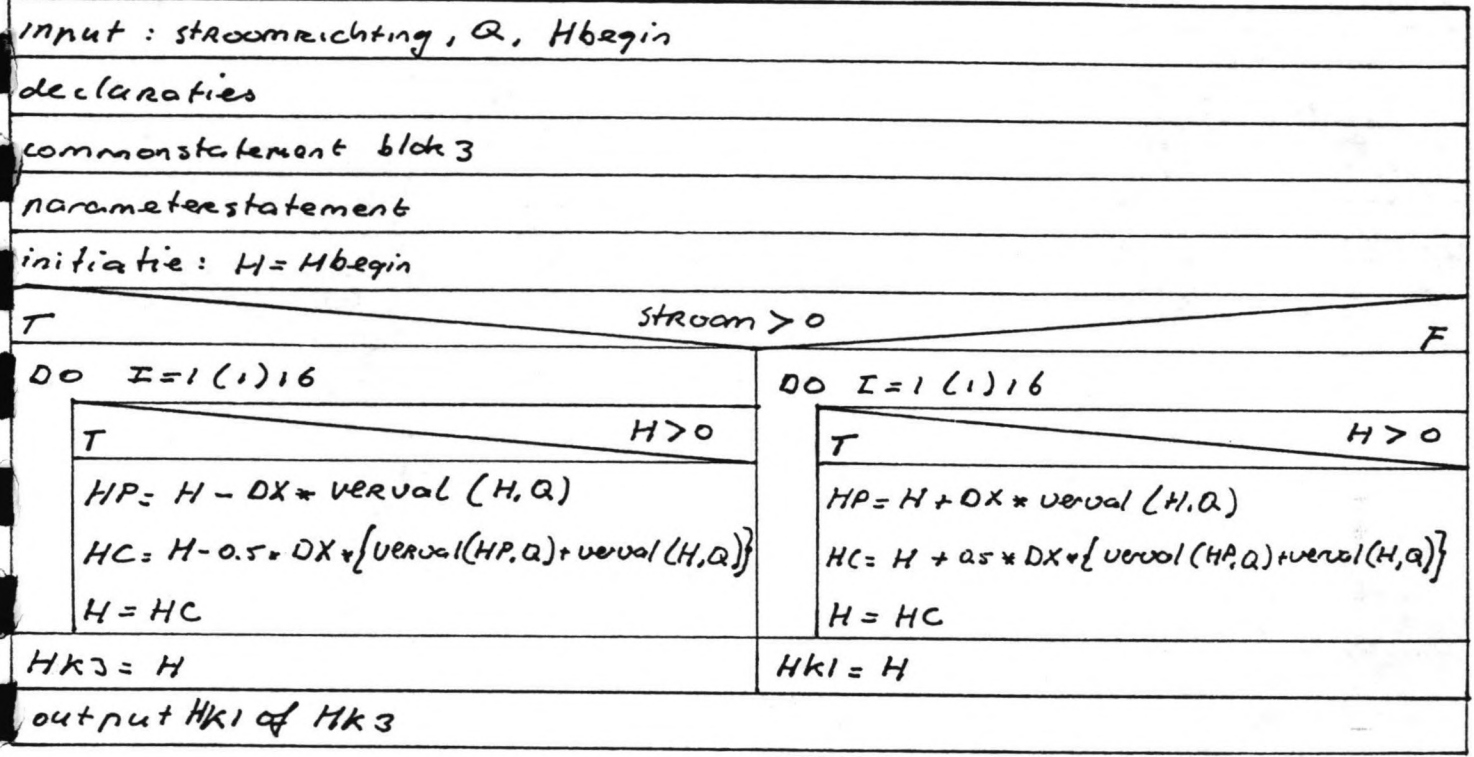 input : stroomrichting, Q, Hbegin
declaraties
commonstatement blok 3
parameterstatement
initiatie: H = Hbegin
T stroom > 0 F
DO I=1 (1) 16
T H > 0
HP= H - DX * verval (H,Q)
HC= H - 0.5 * DX * {verval(HP,Q)+ verval (H,Q)}
H = HC
HK3 = H
DO I=1 (1) 16
T H > 0
HP= H + DX * verval (H,Q)
HC= H + 0.5 * DX * { verval (HP,Q)+verval(H,Q)}
H = HC
HK1 = H
output HK1 of HK3